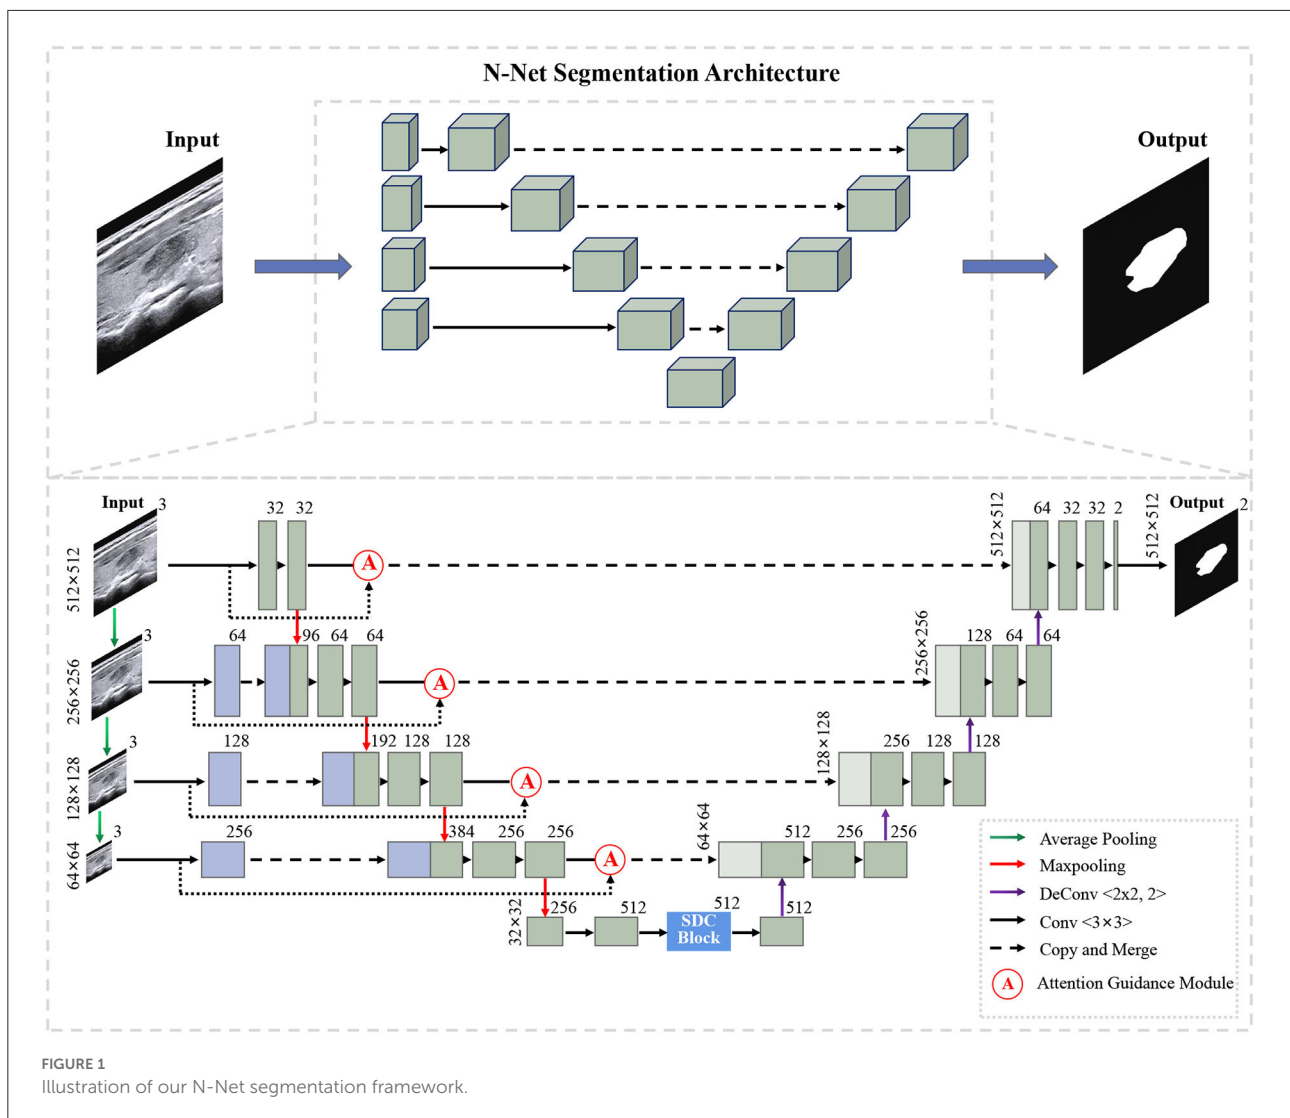 N-Net Segmentation Architecture
Input
Output
Input
3
32
32
512×512
64
32
32
2
512×512
Output
2
512×512
A
3
64
96
64
64
256×256
128
64
64
256×256
A
3
128
192
128
128
128×128
256
128
128
128×128
A
3
256
384
256
256
64×64
512
256
256
64×64
A
32×32
256
512
512
512
SDC
Block
Average Pooling
Maxpooling
DeConv <2x2, 2>
Conv <3×3>
Copy and Merge
A
Attention Guidance Module
FIGURE 1
Illustration of our N-Net segmentation framework.